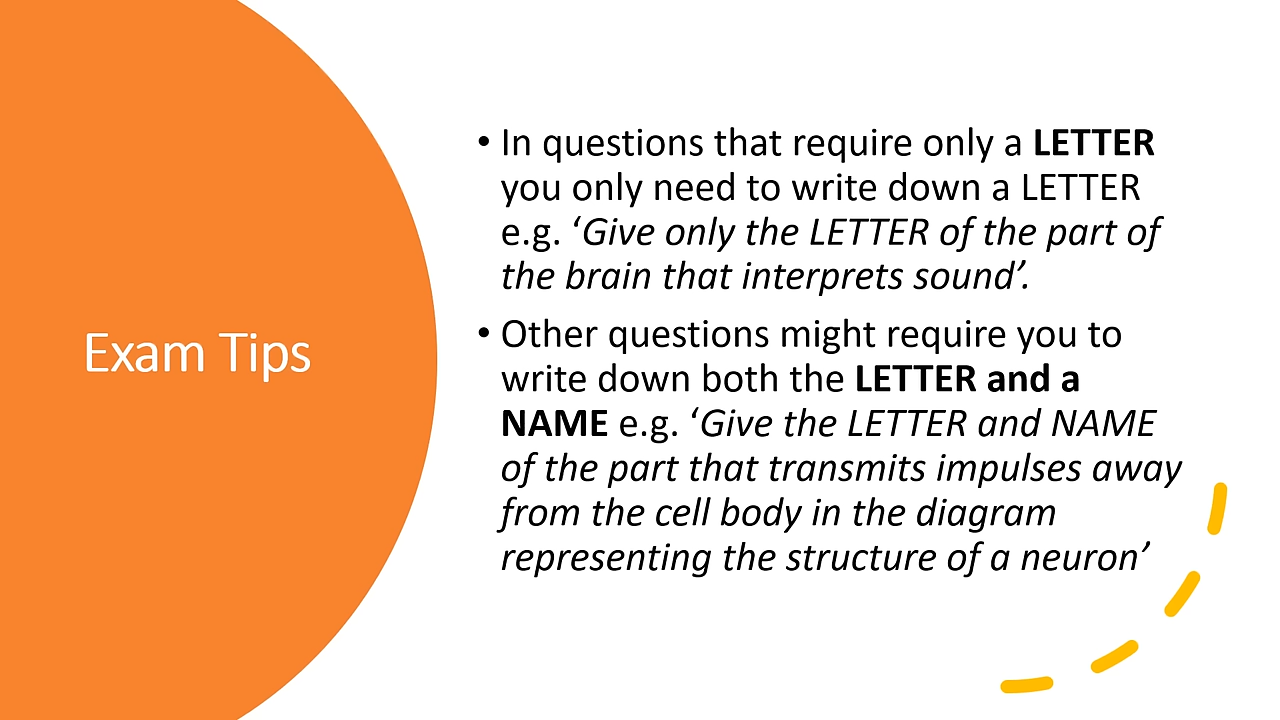 Exam Tips
• In questions that require only a LETTER
you only need to write down a LETTER
e.g. ‘Give only the LETTER of the part of
the brain that interprets sound’.
• Other questions might require you to
write down both the LETTER and a
NAME e.g. ‘Give the LETTER and NAME
of the part that transmits impulses away
from the cell body in the diagram
representing the structure of a neuron’